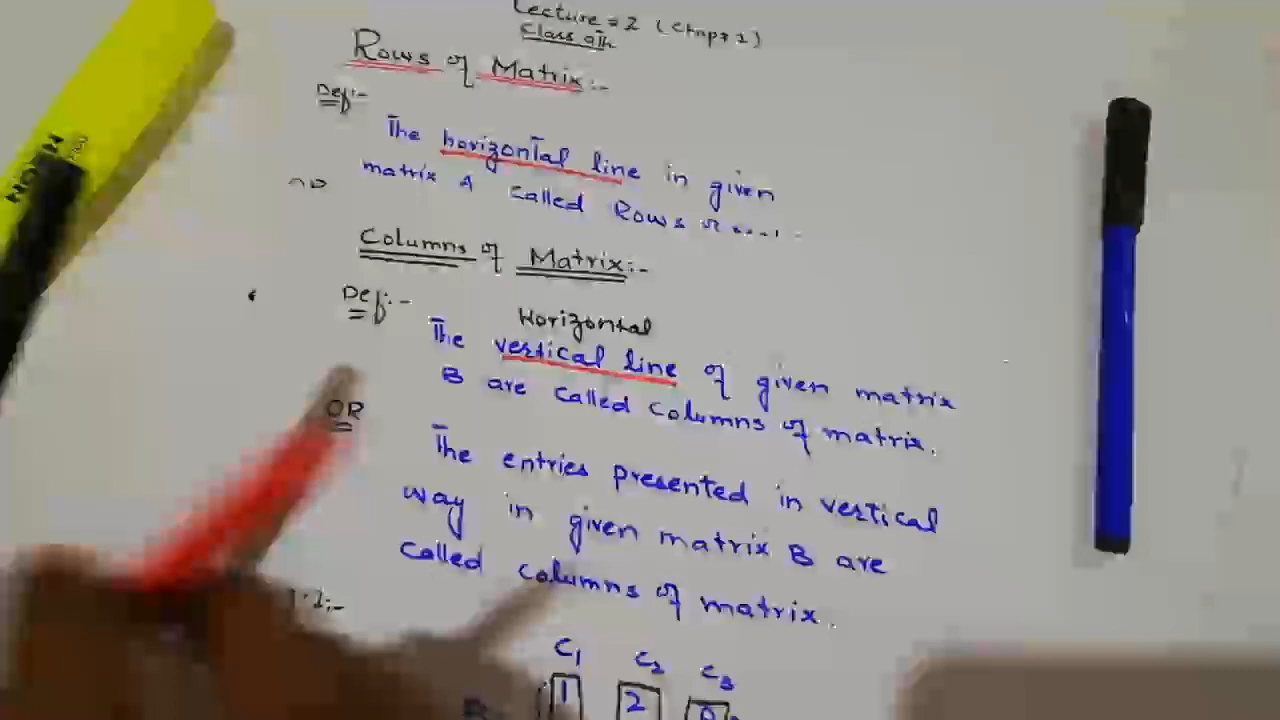 Lecture = 2 (Chap # 1)
Class 9th
Rows of Matrix:-
Def:-
The horizontal line in given
matrix A called Rows
Columns of Matrix:-
Def:-
Horizontal
The vertical line of given matrix
B are called columns of matrix.
OR
The entries presented in vertical
way in given matrix B are
called columns of matrix.
C1 C2 C3
1 2